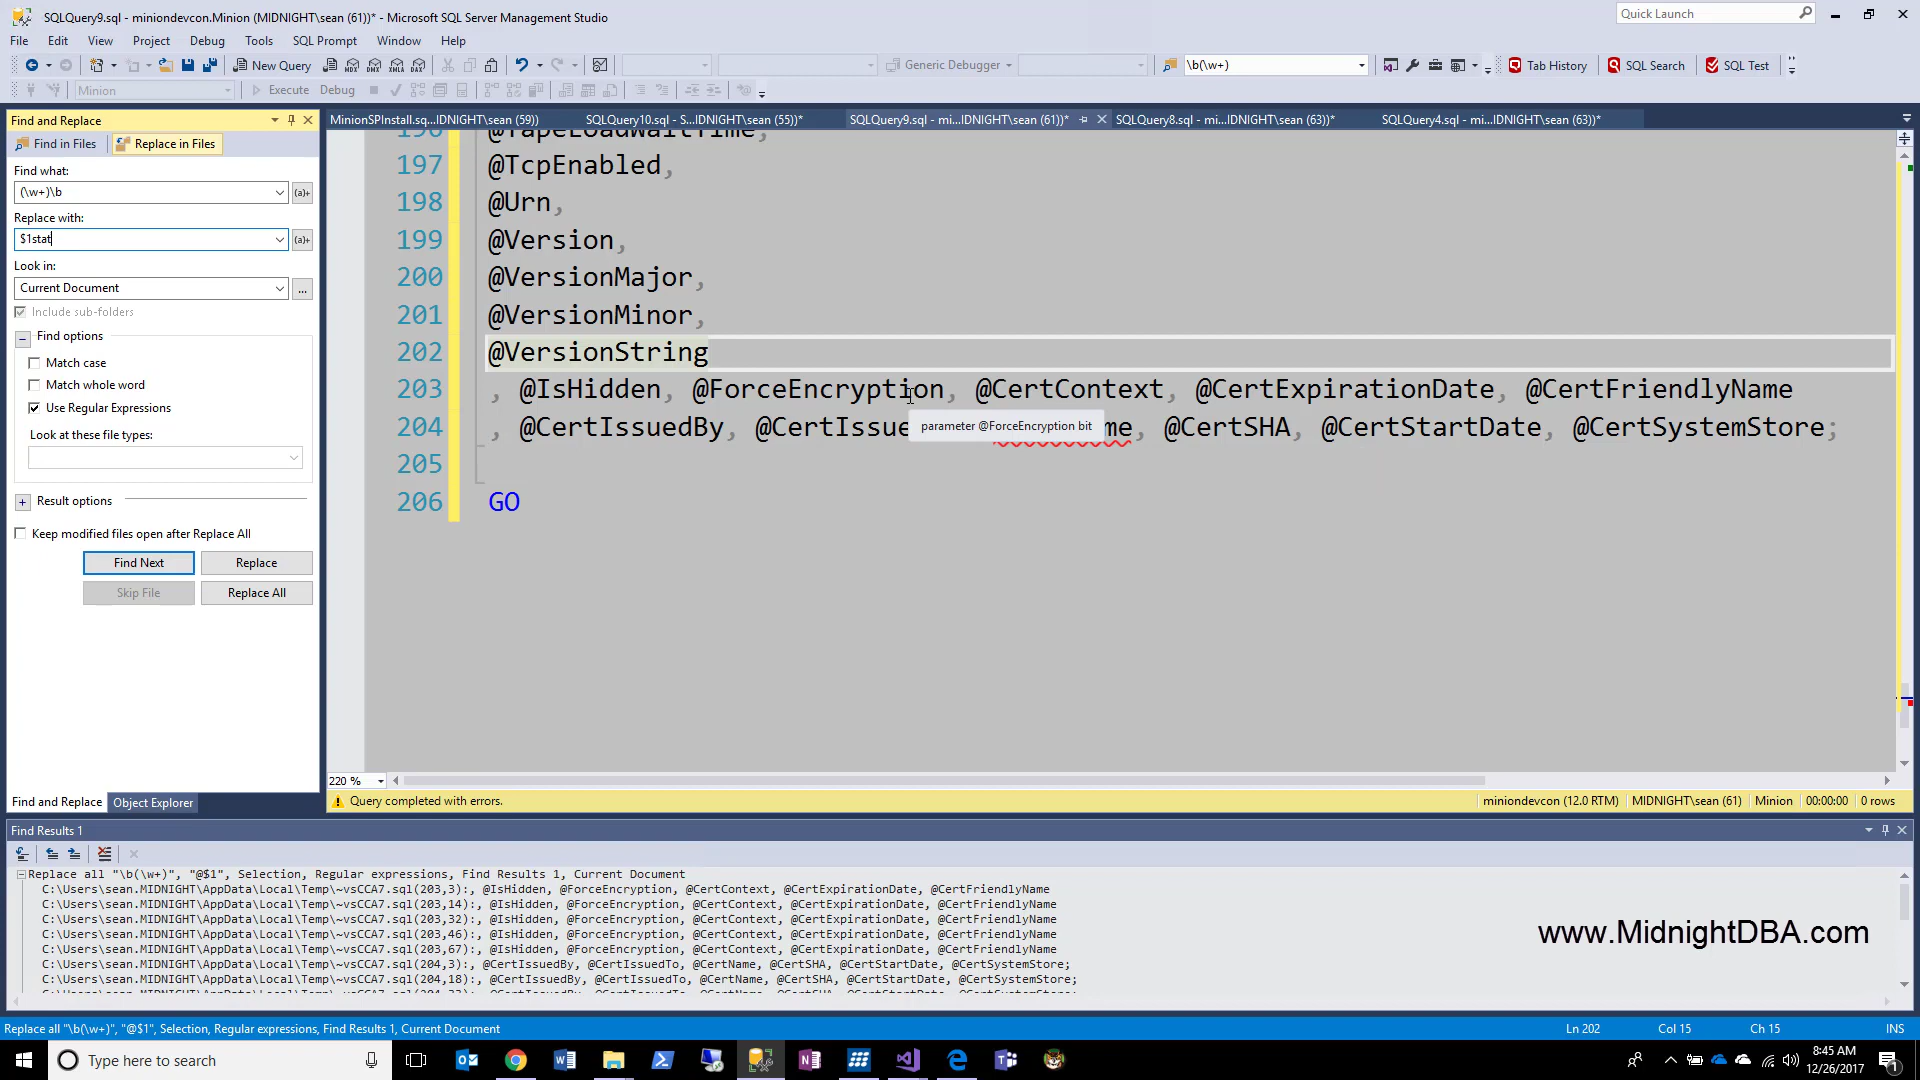 SQLQuery9.sql - miniondevcon.Minion (MIDNIGHT\sean (61))* - Microsoft SQL Server Management Studio
Quick Launch
File Edit View Project Debug Tools SQL Prompt Window Help
New Query
Generic Debugger
\b(\w+)
Tab History SQL Search SQL Test
Minion
Execute Debug
Find and Replace
MinionSPInstall.sq...IDNIGHT\sean (59)) SQLQuery10.sql - S...IDNIGHT\sean (55))* SQLQuery9.sql - mi...IDNIGHT\sean (61))* SQLQuery8.sql - mi...IDNIGHT\sean (63))* SQLQuery4.sql - mi...IDNIGHT\sean (63))*
Find in Files Replace in Files
Find what:
(\w+)\b
Replace with:
$1stat
Look in:
Current Document
...
Include sub-folders
Find options
Match case
Match whole word
Use Regular Expressions
Look at these file types:
Result options
Keep modified files open after Replace All
Find Next Replace
Skip File Replace All
Find and Replace Object Explorer
196 @TapeLoadWaitTime,
197 @TcpEnabled,
198 @Urn,
199 @Version,
200 @VersionMajor,
201 @VersionMinor,
202 @VersionString
203 , @IsHidden, @ForceEncryption, @CertContext, @CertExpirationDate, @CertFriendlyName
204 , @CertIssuedBy, @CertIssue me, @CertSHA, @CertStartDate, @CertSystemStore;
parameter @ForceEncryption bit
205
206 GO
220 %
Query completed with errors.
miniondevcon (12.0 RTM) MIDNIGHT\sean (61) Minion 00:00:00 0 rows
Find Results 1
Replace all "\b(\w+)", "@$1", Selection, Regular expressions, Find Results 1, Current Document
C:\Users\sean.MIDNIGHT\AppData\Local\Temp\~vsCCA7.sql(203,3):, @IsHidden, @ForceEncryption, @CertContext, @CertExpirationDate, @CertFriendlyName
C:\Users\sean.MIDNIGHT\AppData\Local\Temp\~vsCCA7.sql(203,14):, @IsHidden, @ForceEncryption, @CertContext, @CertExpirationDate, @CertFriendlyName
C:\Users\sean.MIDNIGHT\AppData\Local\Temp\~vsCCA7.sql(203,32):, @IsHidden, @ForceEncryption, @CertContext, @CertExpirationDate, @CertFriendlyName
C:\Users\sean.MIDNIGHT\AppData\Local\Temp\~vsCCA7.sql(203,46):, @IsHidden, @ForceEncryption, @CertContext, @CertExpirationDate, @CertFriendlyName
C:\Users\sean.MIDNIGHT\AppData\Local\Temp\~vsCCA7.sql(203,67):, @IsHidden, @ForceEncryption, @CertContext, @CertExpirationDate, @CertFriendlyName
C:\Users\sean.MIDNIGHT\AppData\Local\Temp\~vsCCA7.sql(204,3):, @CertIssuedBy, @CertIssuedTo, @CertName, @CertSHA, @CertStartDate, @CertSystemStore;
C:\Users\sean.MIDNIGHT\AppData\Local\Temp\~vsCCA7.sql(204,18):, @CertIssuedBy, @CertIssuedTo, @CertName, @CertSHA, @CertStartDate, @CertSystemStore;
www.MidnightDBA.com
Replace all "\b(\w+)", "@$1", Selection, Regular expressions, Find Results 1, Current Document
Ln 202 Col 15 Ch 15 INS
Type here to search
8:45 AM
12/26/2017
1